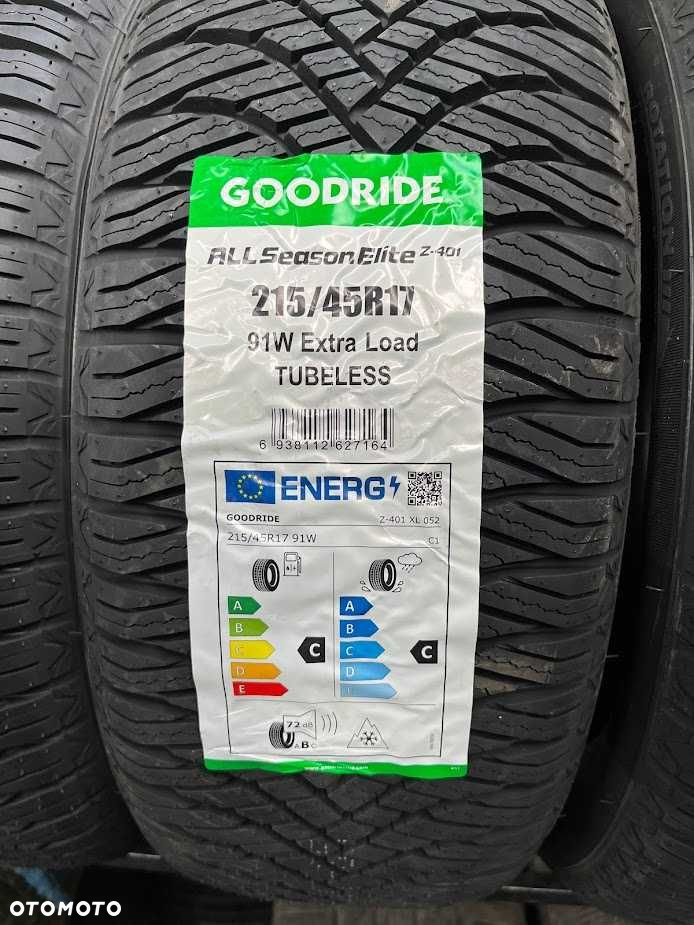 GOODRIDE
ALL Season Elite Z-401
215/45R17
91W Extra Load
TUBELESS
6 938112 627164
ENERG
GOODRIDE Z-401 XL 052
215/45R17 91W C1
A A
B B
C C C C
D D
E E
72 dB
A B C
ROTATION
OTOMOTO